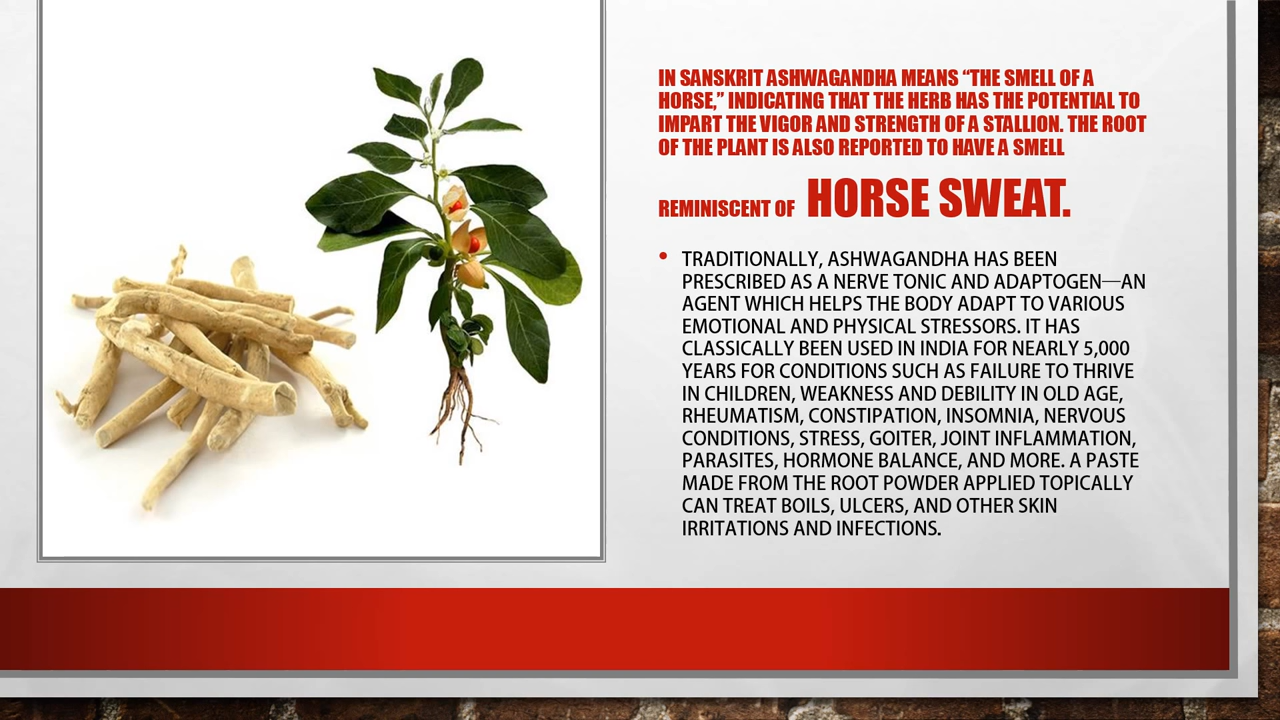 IN SANSKRIT ASHWAGANDHA MEANS “THE SMELL OF A
HORSE,” INDICATING THAT THE HERB HAS THE POTENTIAL TO
IMPART THE VIGOR AND STRENGTH OF A STALLION. THE ROOT
OF THE PLANT IS ALSO REPORTED TO HAVE A SMELL
REMINISCENT OF HORSE SWEAT.
• TRADITIONALLY, ASHWAGANDHA HAS BEEN
PRESCRIBED AS A NERVE TONIC AND ADAPTOGEN—AN
AGENT WHICH HELPS THE BODY ADAPT TO VARIOUS
EMOTIONAL AND PHYSICAL STRESSORS. IT HAS
CLASSICALLY BEEN USED IN INDIA FOR NEARLY 5,000
YEARS FOR CONDITIONS SUCH AS FAILURE TO THRIVE
IN CHILDREN, WEAKNESS AND DEBILITY IN OLD AGE,
RHEUMATISM, CONSTIPATION, INSOMNIA, NERVOUS
CONDITIONS, STRESS, GOITER, JOINT INFLAMMATION,
PARASITES, HORMONE BALANCE, AND MORE. A PASTE
MADE FROM THE ROOT POWDER APPLIED TOPICALLY
CAN TREAT BOILS, ULCERS, AND OTHER SKIN
IRRITATIONS AND INFECTIONS.